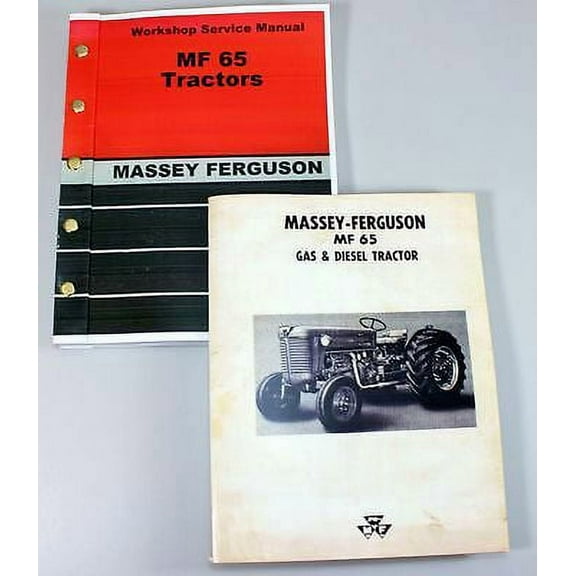 Workshop Service Manual
MF 65
Tractors
MASSEY FERGUSON
MASSEY-FERGUSON
MF 65
GAS & DIESEL TRACTOR